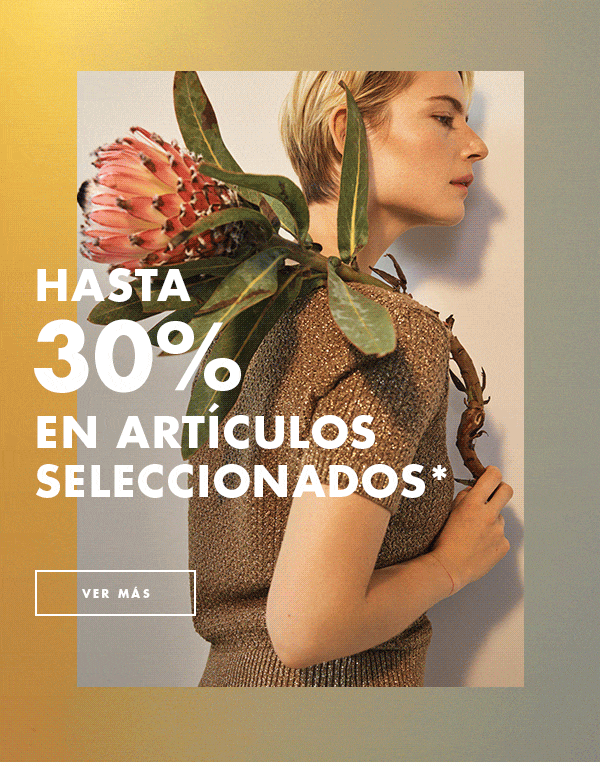 HASTA
30%
EN ARTÍCULOS
SELECCIONADOS*
VER MÁS